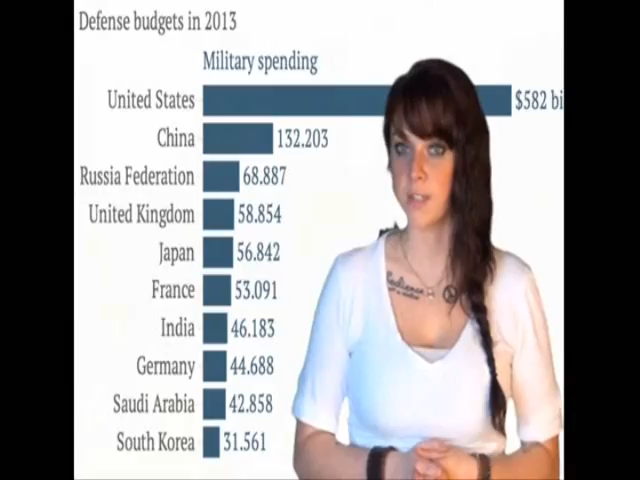 Defense budgets in 2013
Military spending
United States $582 bi
China 132.203
Russia Federation 68.887
United Kingdom 58.854
Japan 56.842
France 53.091
India 46.183
Germany 44.688
Saudi Arabia 42.858
South Korea 31.561